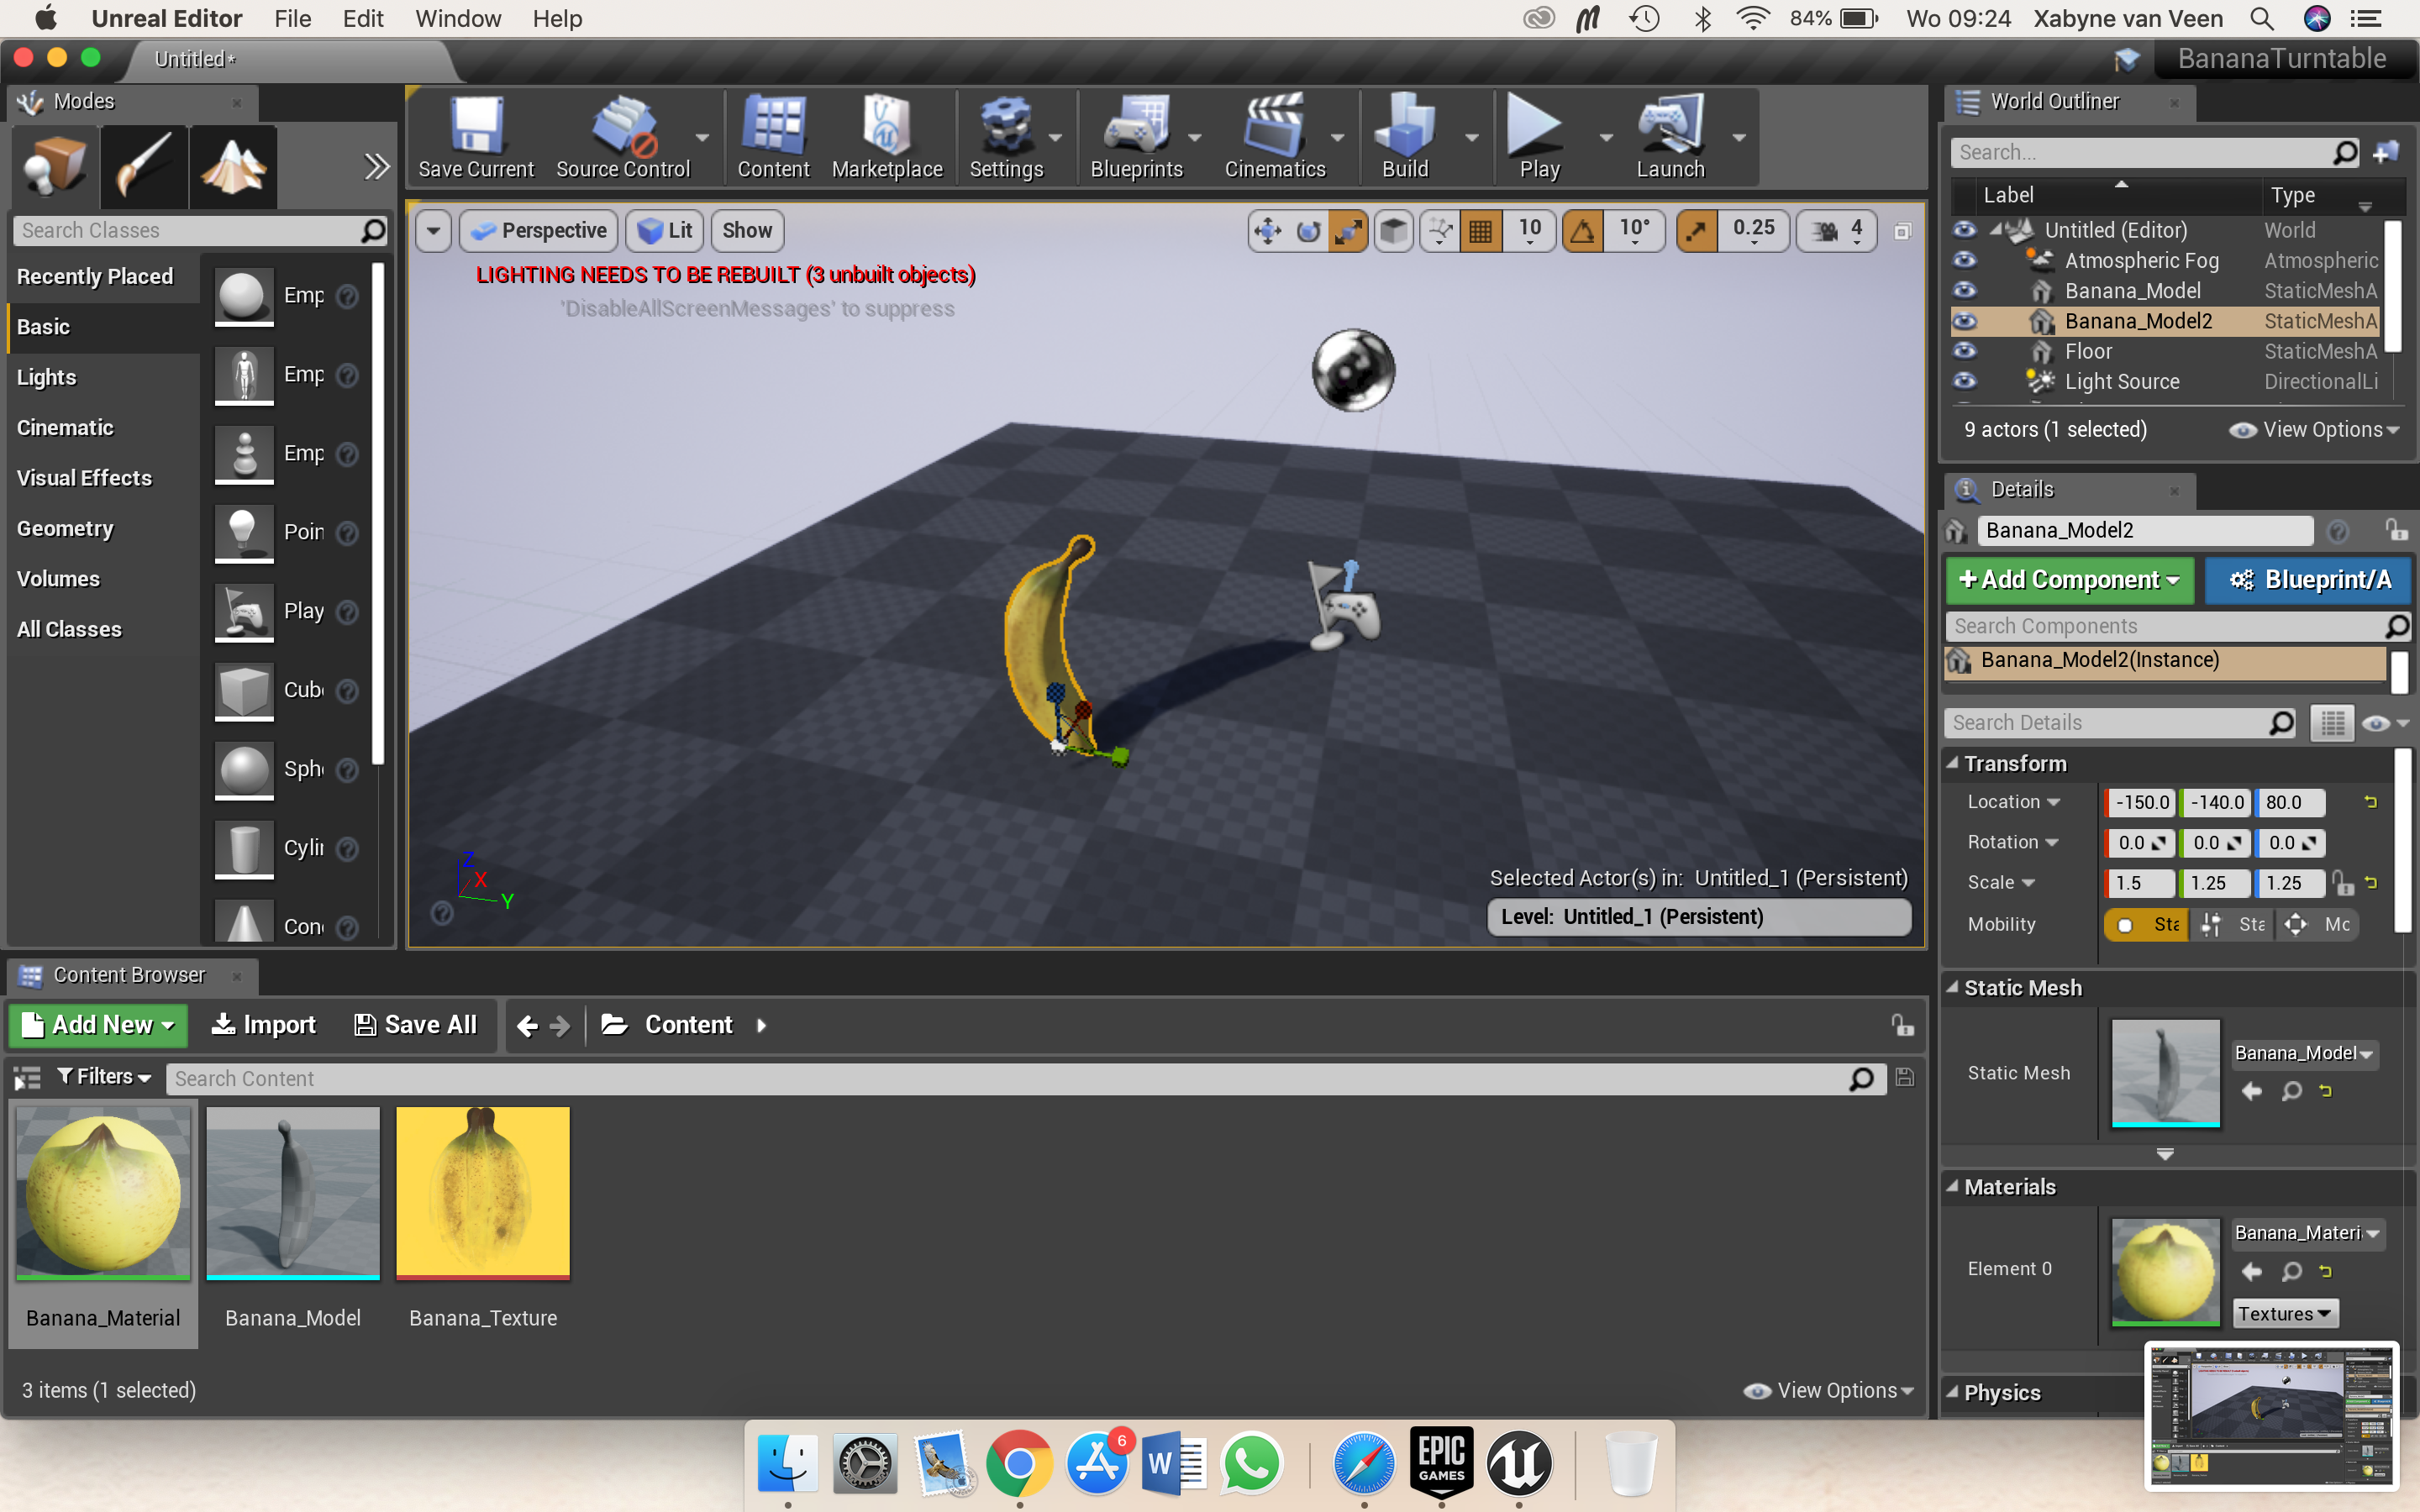 Unreal Editor File Edit Window Help 84% Wo 09:24 Xabyne van Veen
Untitled* BananaTurntable
Modes
Save Current Source Control Content Marketplace Settings Blueprints Cinematics Build Play Launch
Search Classes
Recently Placed
Basic
Lights
Cinematic
Visual Effects
Geometry
Volumes
All Classes
Emp
Emp
Emp
Poin
Play
Cub
Sph
Cylin
Con
Perspective Lit Show 10 10° 0.25 4
LIGHTING NEEDS TO BE REBUILT (3 unbuilt objects)
'DisableAllScreenMessages' to suppress
Z
X
Y
Selected Actor(s) in: Untitled_1 (Persistent)
Level: Untitled_1 (Persistent)
World Outliner
Search...
Label Type
Untitled (Editor) World
Atmospheric Fog Atmospheric
Banana_Model StaticMeshA
Banana_Model2 StaticMeshA
Floor StaticMeshA
Light Source DirectionalLi
9 actors (1 selected) View Options
Details
Banana_Model2
+Add Component Blueprint/A
Search Components
Banana_Model2(Instance)
Search Details
Transform
Location -150.0 -140.0 80.0
Rotation 0.0 0.0 0.0
Scale 1.5 1.25 1.25
Mobility Sta Sta Mc
Static Mesh
Static Mesh Banana_Model
Materials
Element 0 Banana_Materi
Textures
Physics
Content Browser
Add New Import Save All Content
Filters Search Content
Banana_Material Banana_Model Banana_Texture
3 items (1 selected) View Options
6
W
EPIC
GAMES